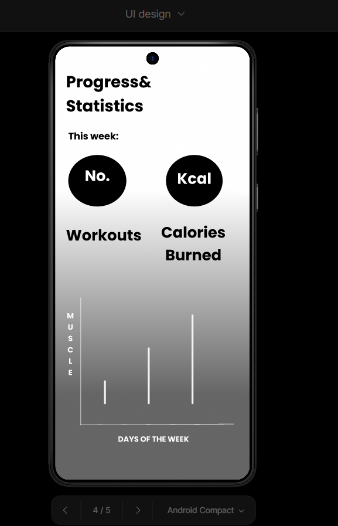 UI design
Progress&
Statistics
This week:
No.
Kcal
Workouts
Calories
Burned
MUSCLE
DAYS OF THE WEEK
4 / 5
Android Compact